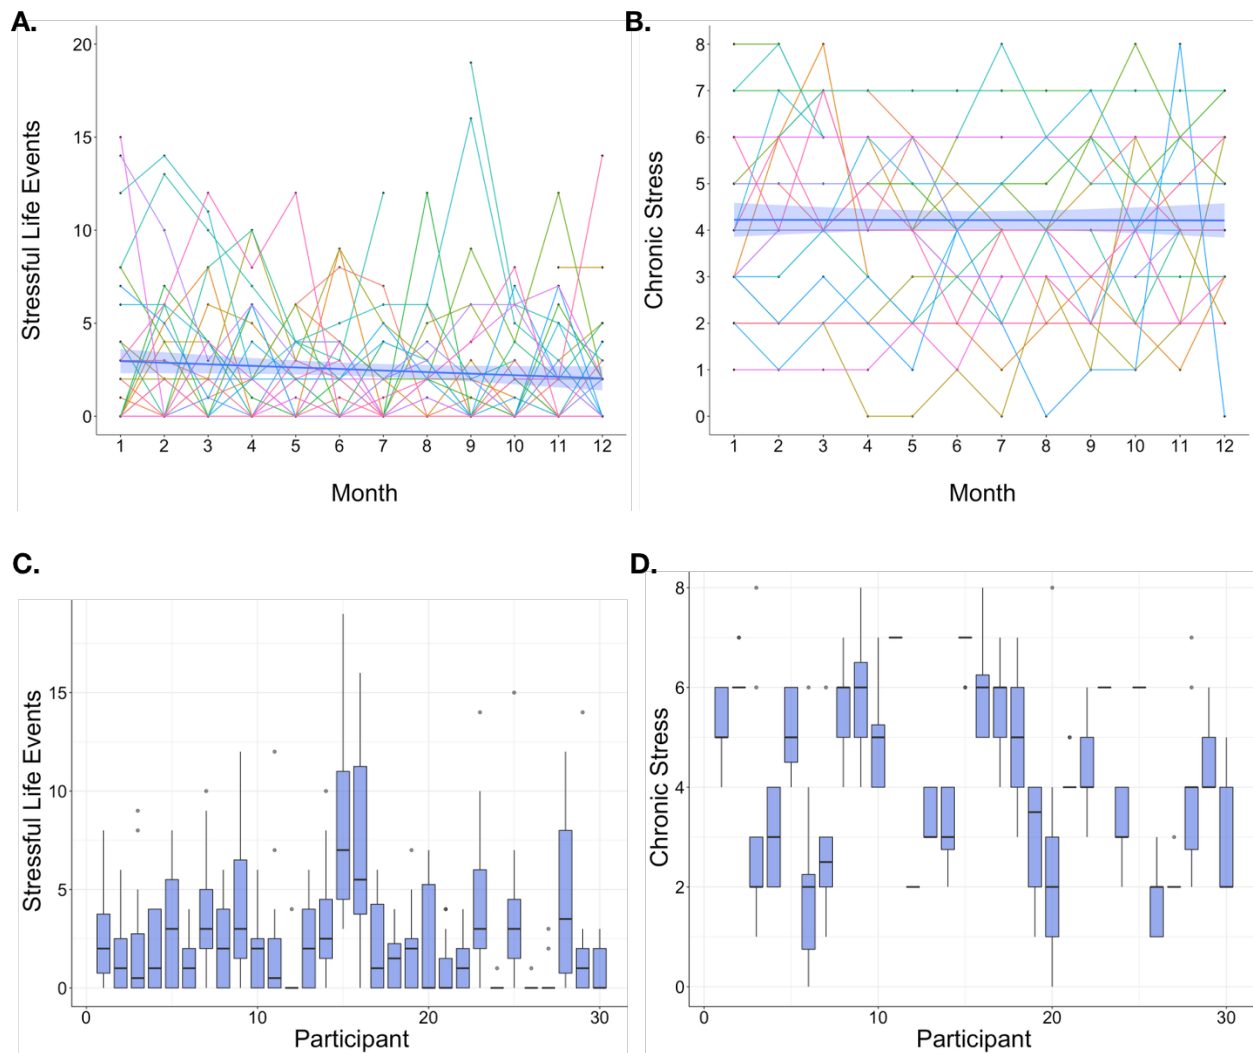 A.
Stressful Life Events
20
15
10
5
0
1 2 3 4 5 6 7 8 9 10 11 12
Month
B.
Chronic Stress
8
7
6
5
4
3
2
1
0
1 2 3 4 5 6 7 8 9 10 11 12
Month
C.
Stressful Life Events
15
10
5
0
0 10 20 30
Participant
D.
Chronic Stress
8
6
4
2
0
0 10 20 30
Participant